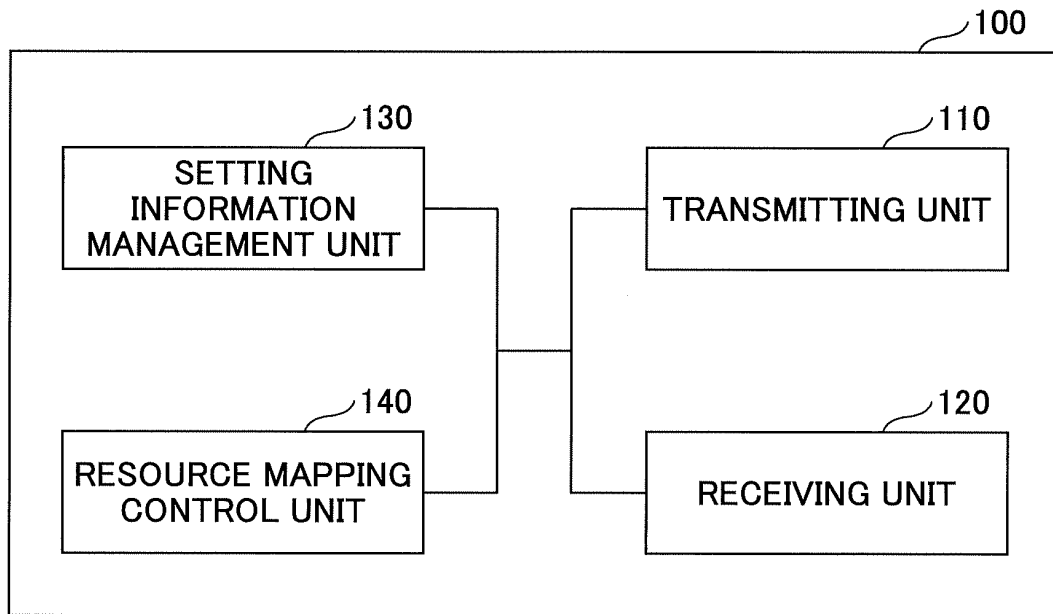 100
130
SETTING
INFORMATION
MANAGEMENT UNIT
110
TRANSMITTING UNIT
140
RESOURCE MAPPING
CONTROL UNIT
120
RECEIVING UNIT